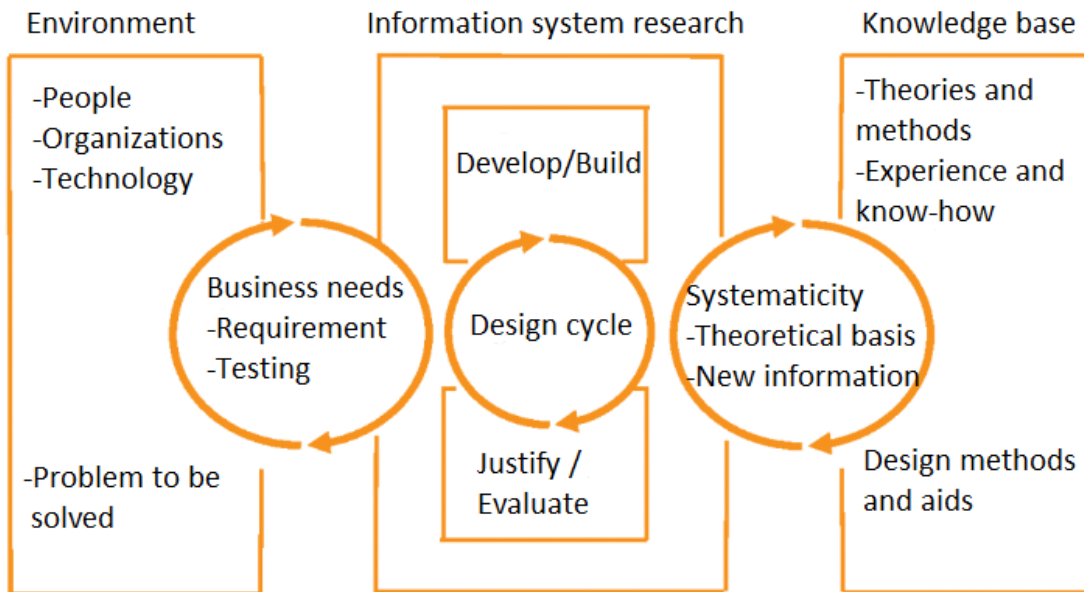 Environment
Information system research
Knowledge base
-People
-Organizations
-Technology
Develop/Build
-Theories and
methods
-Experience and
know-how
Business needs
-Requirement
-Testing
Design cycle
Systematicity
-Theoretical basis
-New information
-Problem to be
solved
Justify /
Evaluate
Design methods
and aids